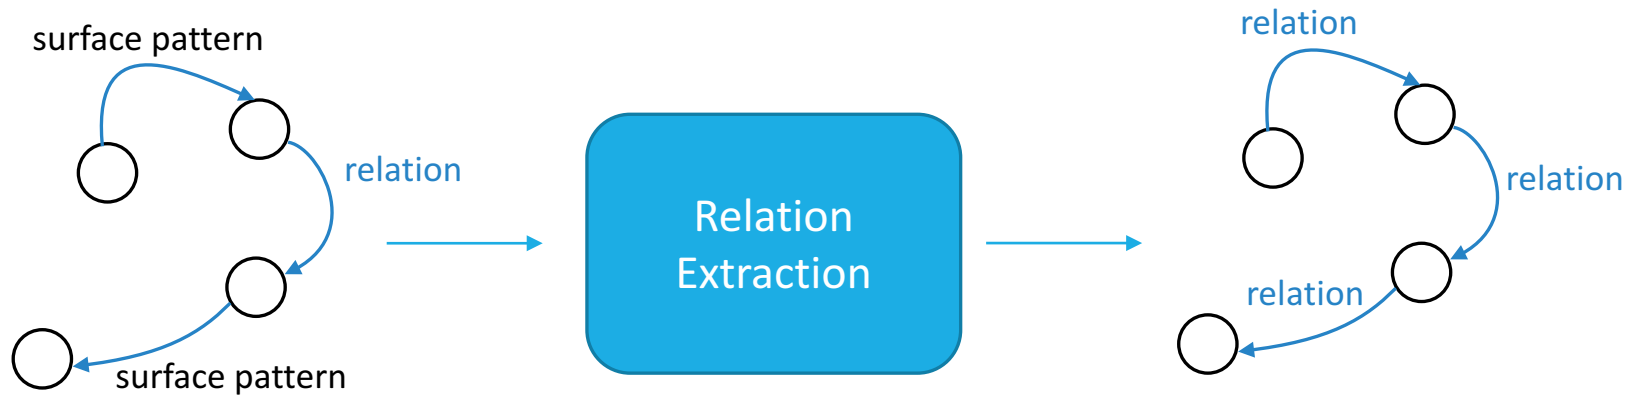 surface pattern
relation
surface pattern
Relation
Extraction
relation
relation
relation